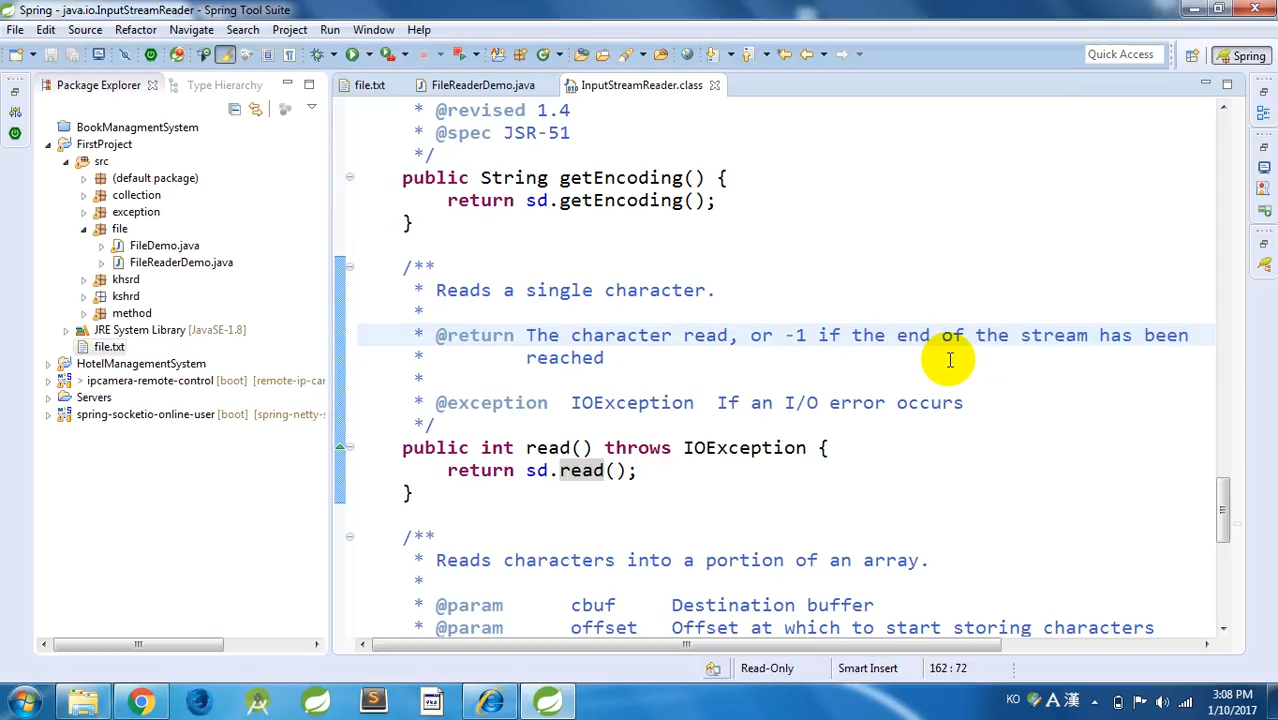 Spring - java.io.InputStreamReader - Spring Tool Suite
File Edit Source Refactor Navigate Search Project Run Window Help
Quick Access
Spring
Package Explorer
Type Hierarchy
file.txt
FileReaderDemo.java
InputStreamReader.class
BookManagmentSystem
FirstProject
src
(default package)
collection
exception
file
FileDemo.java
FileReaderDemo.java
khsrd
kshrd
method
JRE System Library [JavaSE-1.8]
file.txt
HotelManagementSystem
> ipcamera-remote-control [boot] [remote-ip-car
Servers
spring-socketio-online-user [boot] [spring-netty-s
* @revised 1.4
* @spec JSR-51
*/
public String getEncoding() {
return sd.getEncoding();
}
/**
* Reads a single character.
*
* @return The character read, or -1 if the end of the stream has been
* reached
*
* @exception IOException If an I/O error occurs
*/
public int read() throws IOException {
return sd.read();
}
/**
* Reads characters into a portion of an array.
*
* @param cbuf Destination buffer
* @param offset Offset at which to start storing characters
Read-Only
Smart Insert
162 : 72
KO
A 漢
3:08 PM
1/10/2017